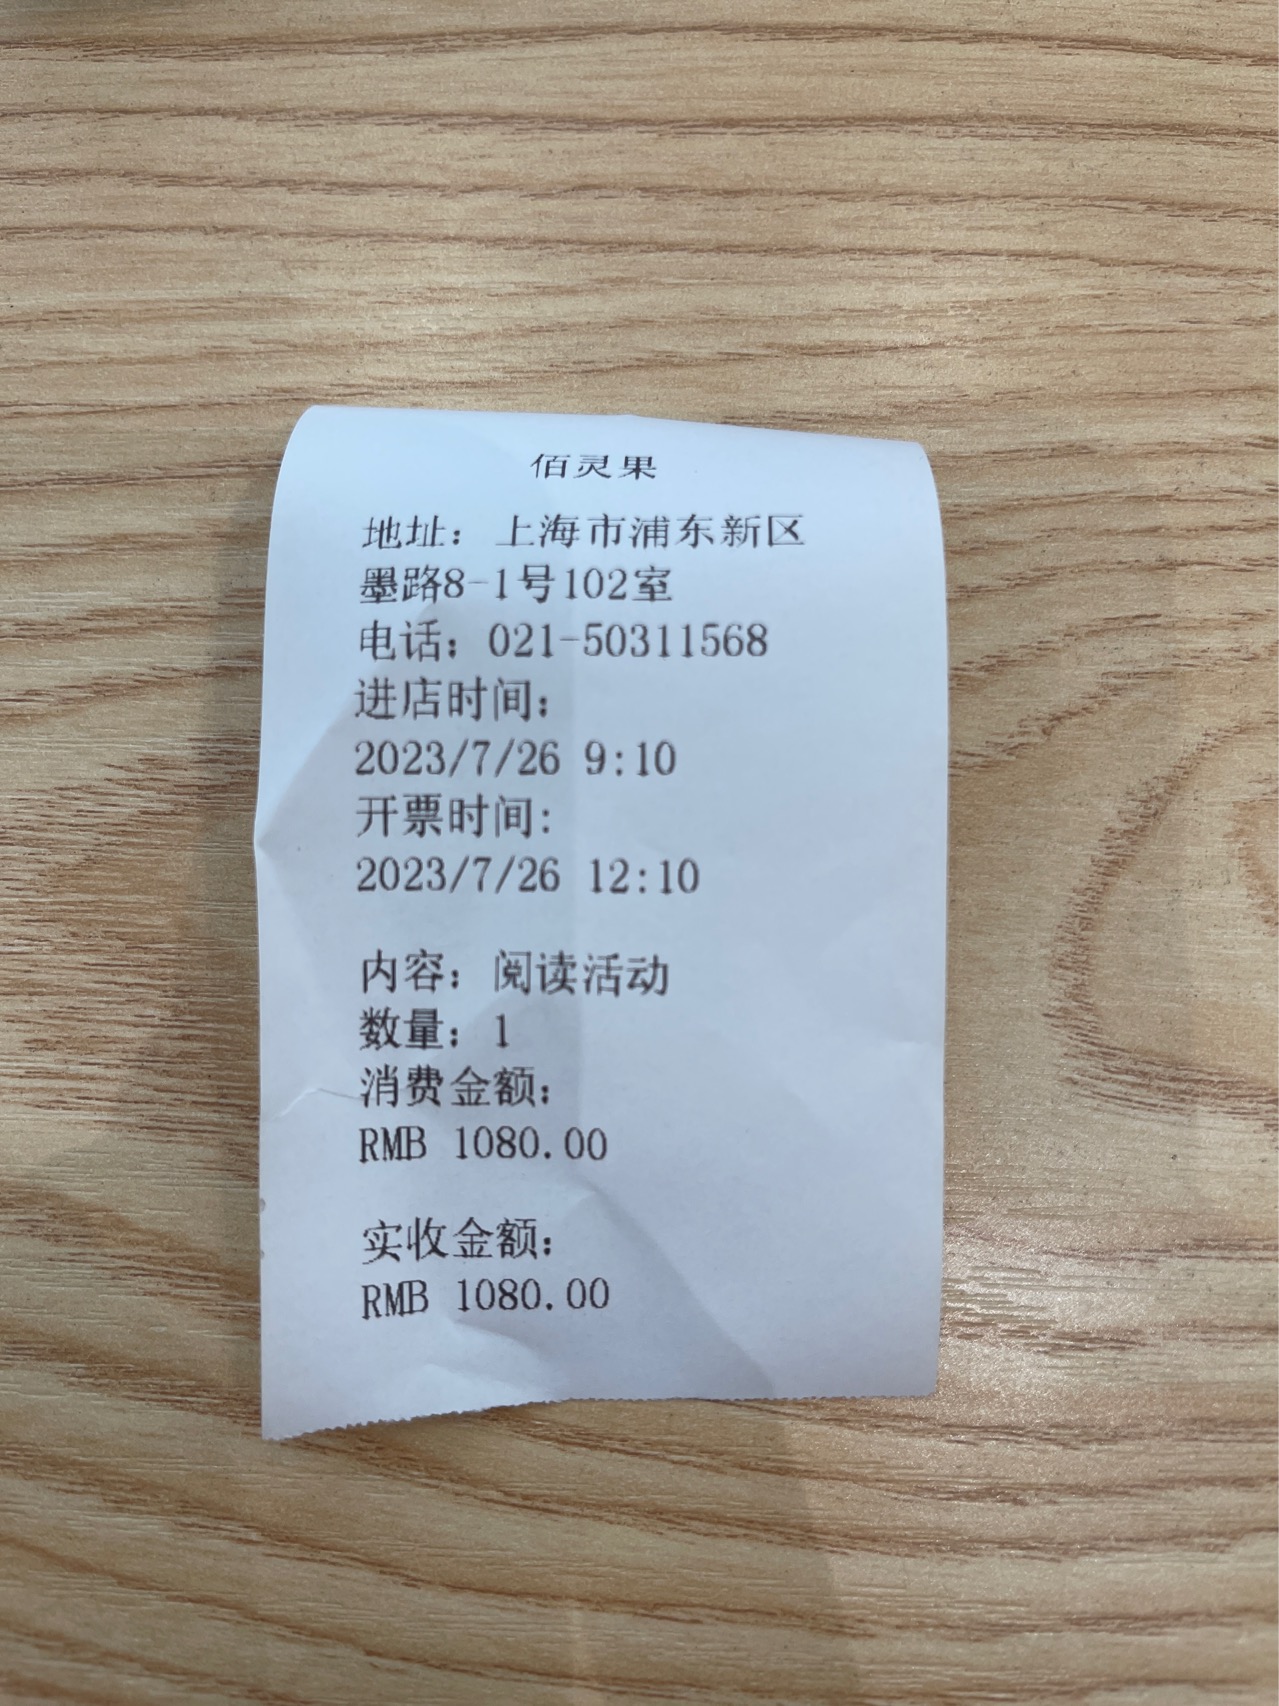 佰灵果
地址：上海市浦东新区
墨路8-1号102室
电话：021-50311568
进店时间：
2023/7/26 9:10
开票时间：
2023/7/26 12:10
内容：阅读活动
数量：1
消费金额：
RMB 1080.00
实收金额：
RMB 1080.00